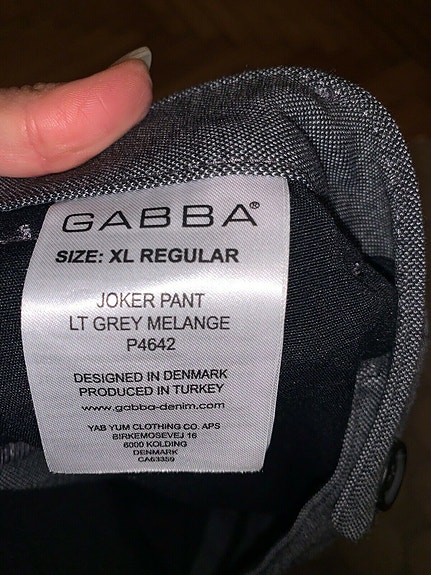 GABBA®
SIZE: XL REGULAR
JOKER PANT
LT GREY MELANGE
P4642
DESIGNED IN DENMARK
PRODUCED IN TURKEY
www.gabba-denim.com
YAB YUM CLOTHING CO. APS
BIRKEMOSEVEJ 16
6000 KOLDING
DENMARK
CA63359